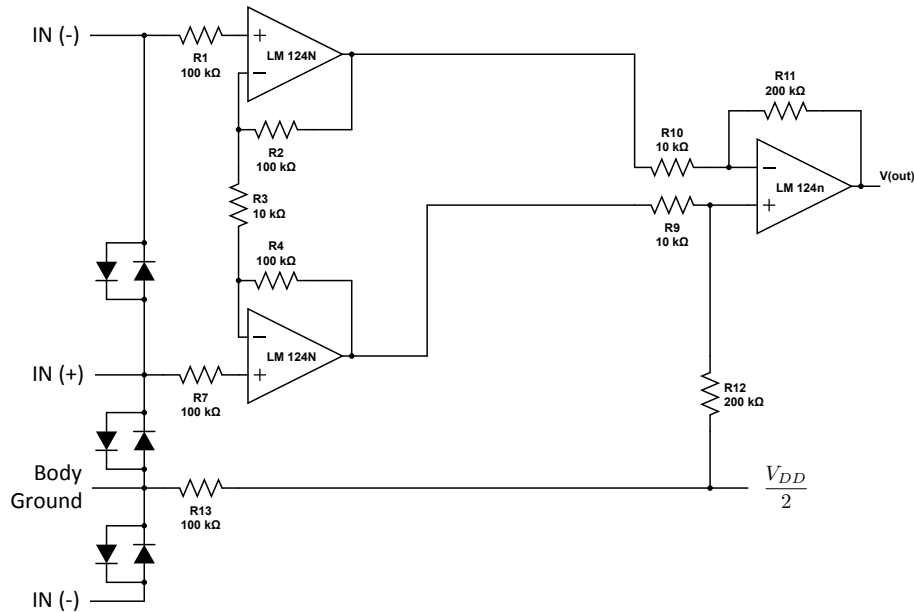 IN (-)
R1
100 kΩ
LM 124N
R2
100 kΩ
R3
10 kΩ
R4
100 kΩ
LM 124N
IN (+)
R7
100 kΩ
R10
10 kΩ
R11
200 kΩ
LM 124n
V(out)
R9
10 kΩ
R12
200 kΩ
Body
Ground
R13
100 kΩ
V_DD
2
IN (-)